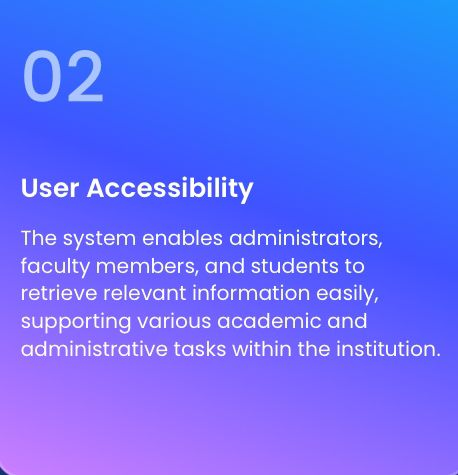 02
User Accessibility
The system enables administrators,
faculty members, and students to
retrieve relevant information easily,
supporting various academic and
administrative tasks within the institution.